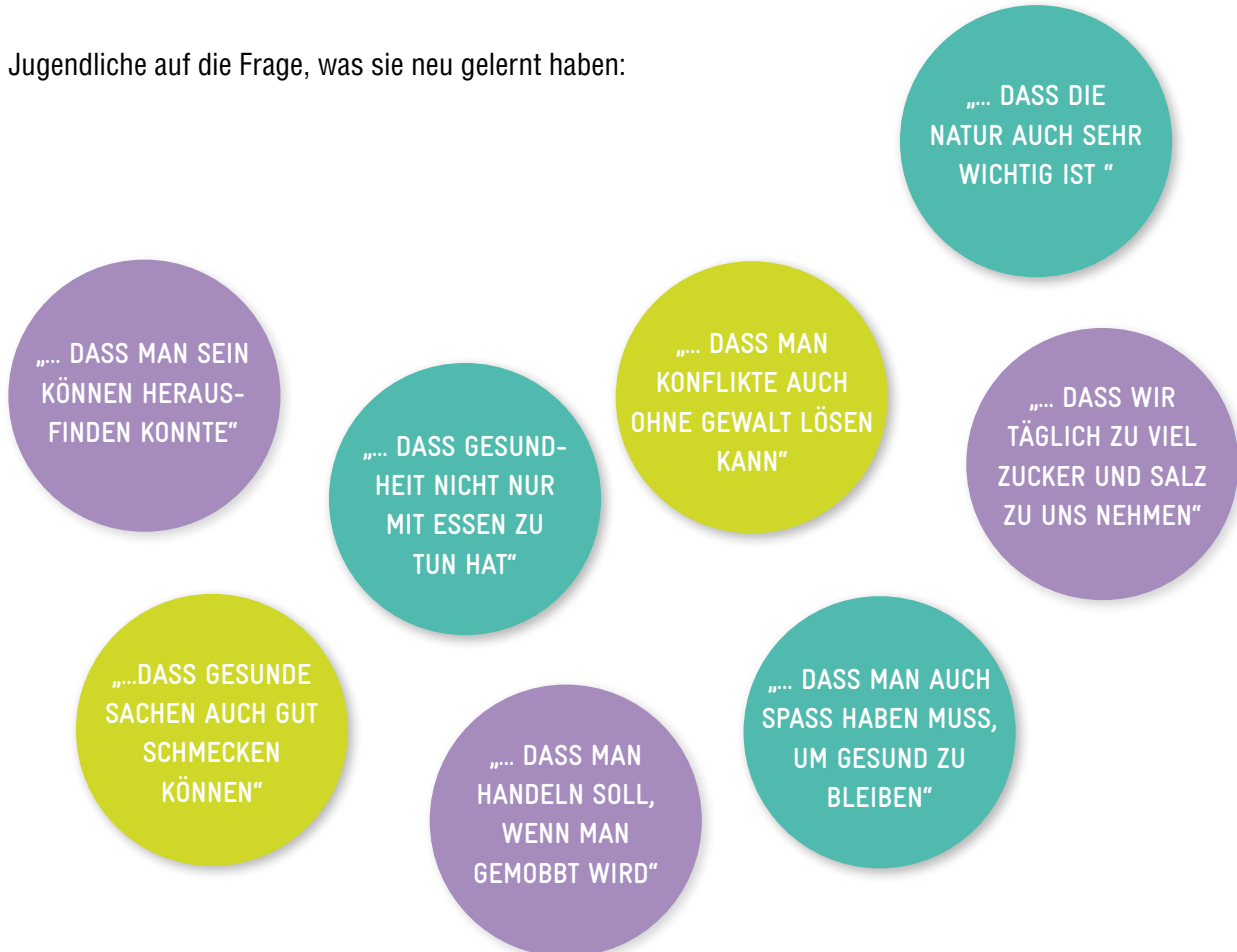 Jugendliche auf die Frage, was sie neu gelernt haben:
„... DASS DIE
NATUR AUCH SEHR
WICHTIG IST “
„... DASS MAN SEIN
KÖNNEN HERAUS-
FINDEN KONNTE“
„... DASS GESUND-
HEIT NICHT NUR
MIT ESSEN ZU
TUN HAT“
„... DASS MAN
KONFLIKTE AUCH
OHNE GEWALT LÖSEN
KANN“
„... DASS WIR
TÄGLICH ZU VIEL
ZUCKER UND SALZ
ZU UNS NEHMEN“
„...DASS GESUNDE
SACHEN AUCH GUT
SCHMECKEN
KÖNNEN“
„... DASS MAN
HANDELN SOLL,
WENN MAN
GEMOBBT WIRD“
„... DASS MAN AUCH
SPASS HABEN MUSS,
UM GESUND ZU
BLEIBEN“